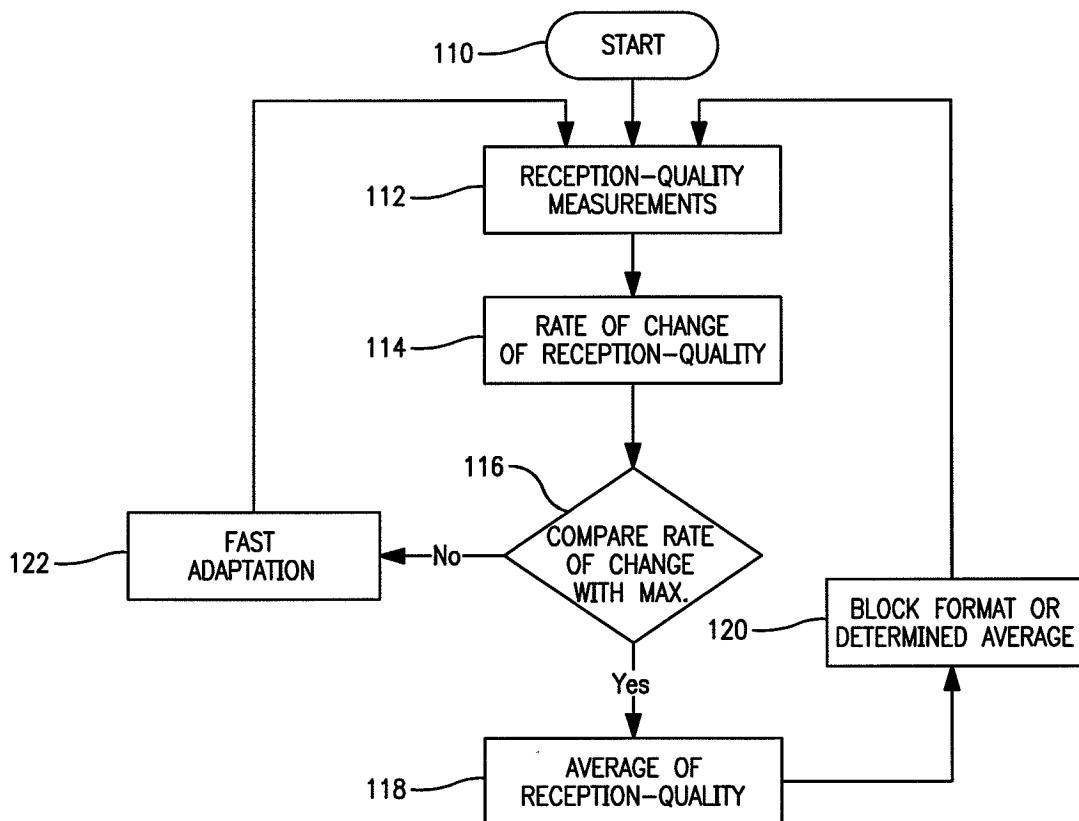 110
START
112
RECEPTION-QUALITY
MEASUREMENTS
114
RATE OF CHANGE
OF RECEPTION-QUALITY
116
COMPARE RATE
OF CHANGE
WITH MAX.
No
122
FAST
ADAPTATION
120
BLOCK FORMAT OR
DETERMINED AVERAGE
Yes
118
AVERAGE OF
RECEPTION-QUALITY